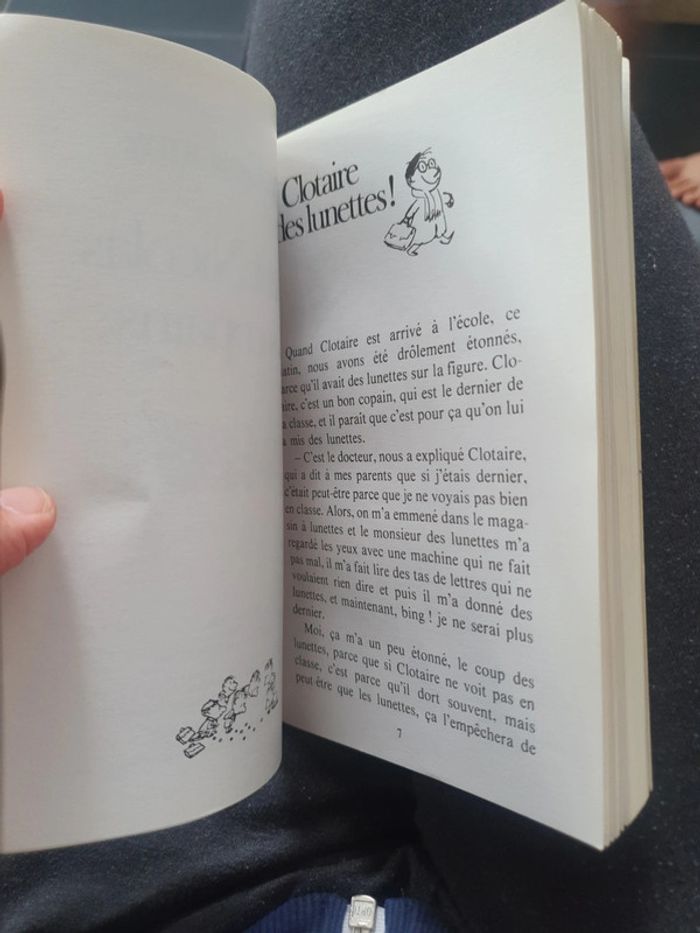 Clotaire
des lunettes!
Quand Clotaire est arrivé à l'école, ce
matin, nous avons été drôlement étonnés,
parce qu'il avait des lunettes sur la figure. Clo-
taire, c'est un bon copain, qui est le dernier de
la classe, et il paraît que c'est pour ça qu'on lui
a mis des lunettes.
– C'est le docteur, nous a expliqué Clotaire,
qui a dit à mes parents que si j'étais dernier,
c'était peut-être parce que je ne voyais pas bien
en classe. Alors, on m'a emmené dans le maga-
sin à lunettes et le monsieur des lunettes m'a
regardé les yeux avec une machine qui ne fait
pas mal, il m'a fait lire des tas de lettres qui ne
voulaient rien dire et puis il m'a donné des
lunettes, et maintenant, bing ! je ne serai plus
dernier.
Moi, ça m'a un peu étonné, le coup des
lunettes, parce que si Clotaire ne voit pas en
classe, c'est parce qu'il dort souvent, mais
peut-être que les lunettes, ça l'empêchera de
7